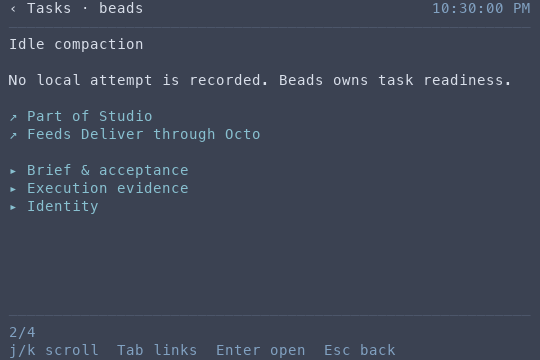 ‹ Tasks · beads 10:30:00 PM
Idle compaction
No local attempt is recorded. Beads owns task readiness.
↗ Part of Studio
↗ Feeds Deliver through Octo
▸ Brief & acceptance
▸ Execution evidence
▸ Identity
2/4
j/k scroll  Tab links  Enter open  Esc back